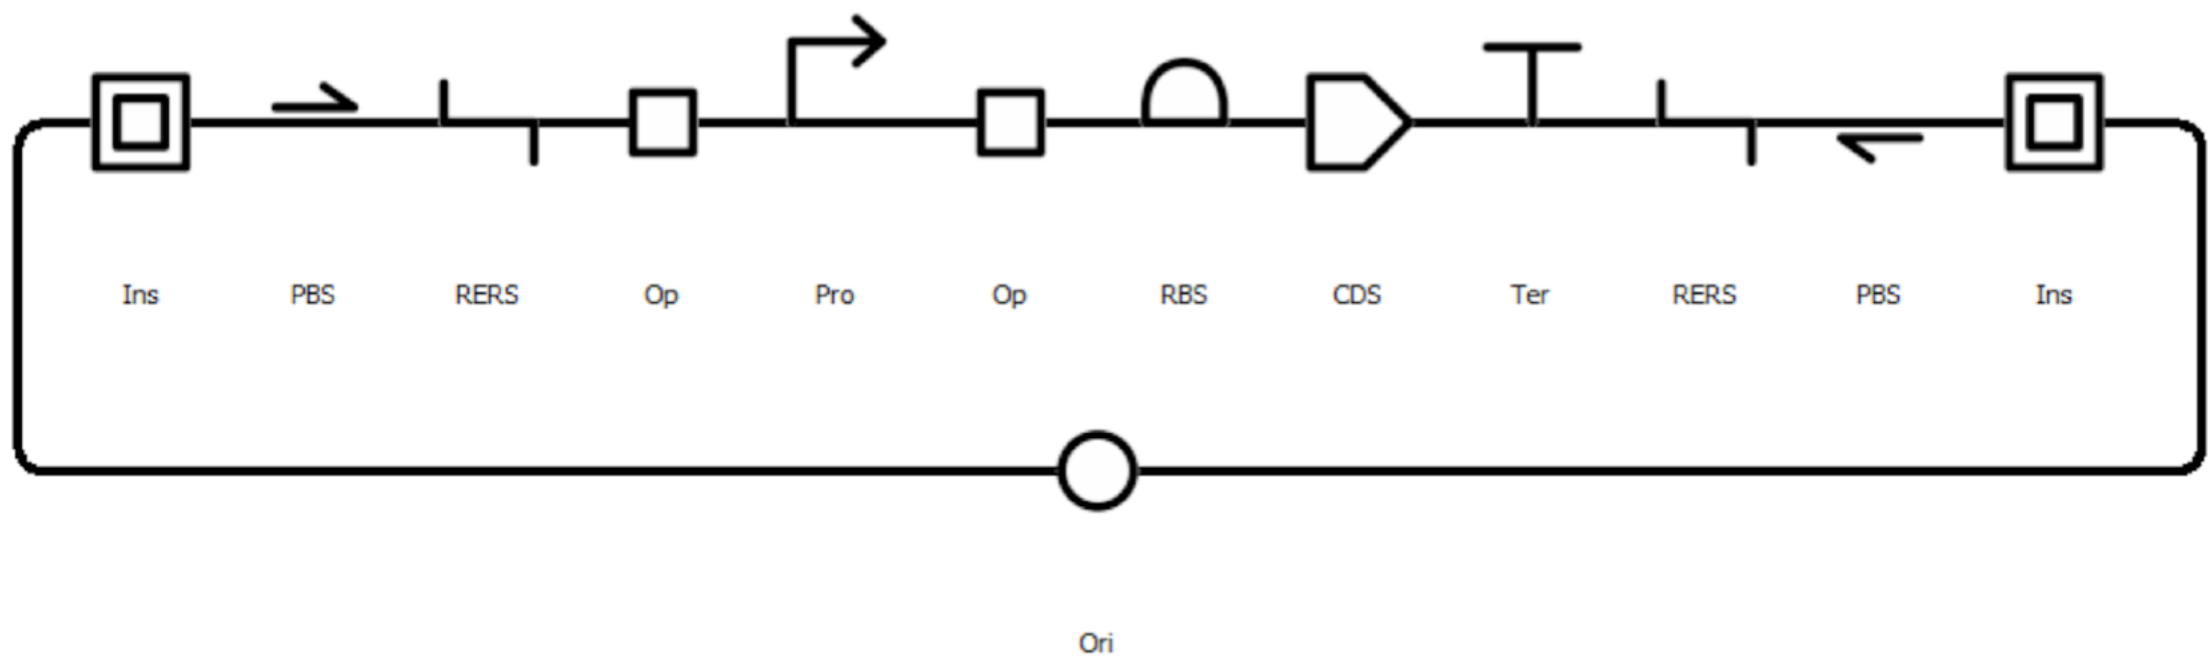 Ins PBS RERS Op Pro Op RBS CDS Ter RERS PBS Ins
Ori